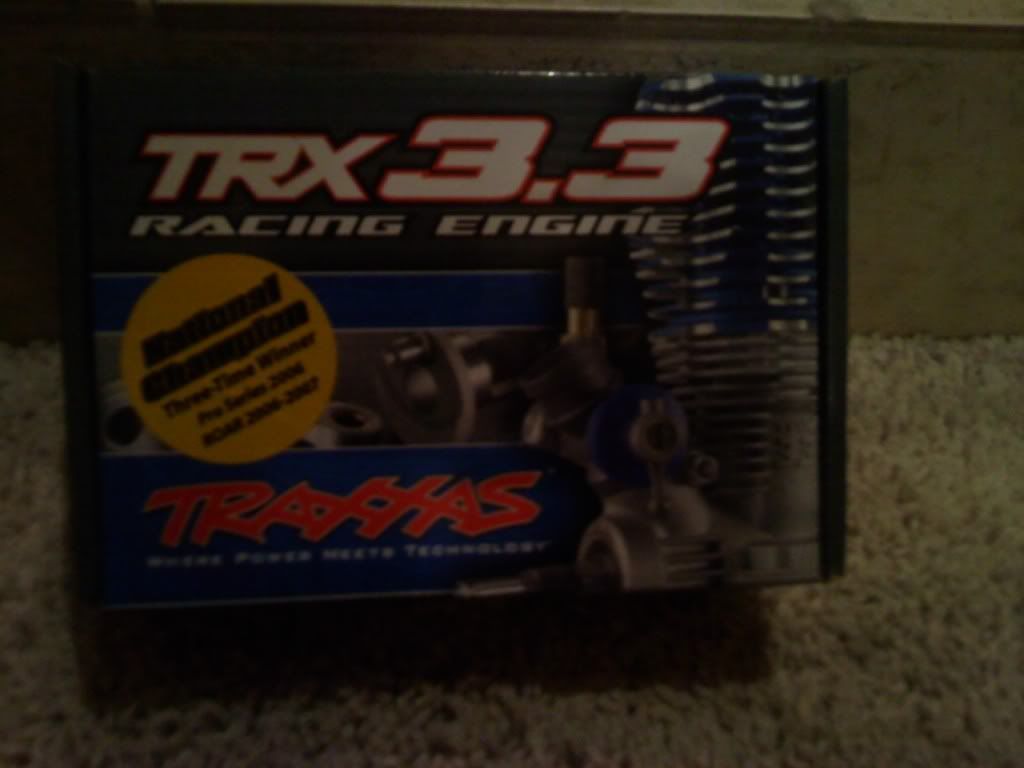 TRX 3.3
RACING ENGINE
National
Champion
Three-Time Winner
Pro Series 2006
ROAR 2006-2007
TRAXXAS
WHERE POWER MEETS TECHNOLOGY